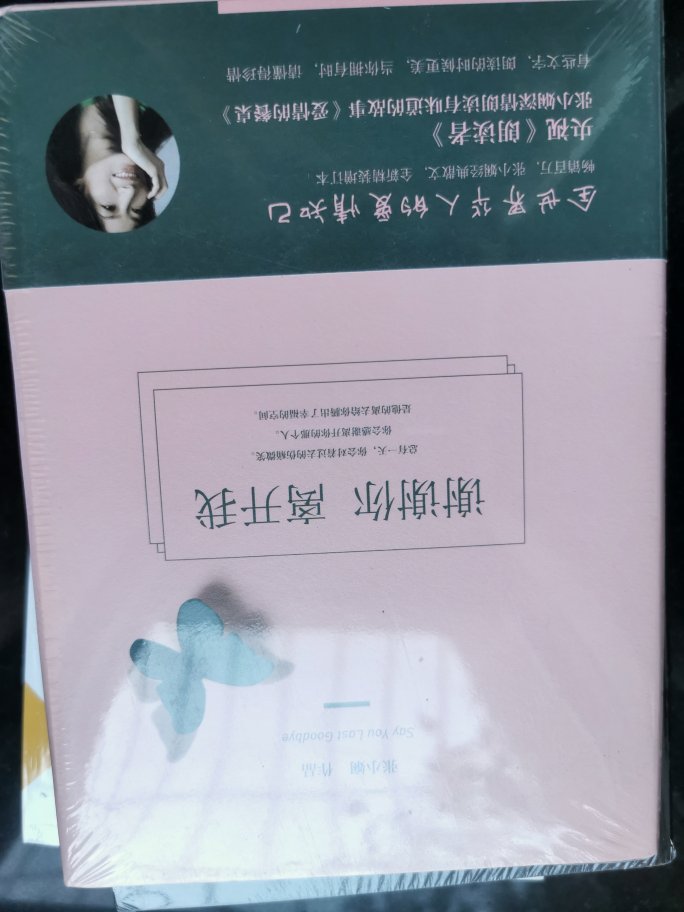 张小娴 作品
Say You Last Goodbye
谢谢你 离开我
总有一天，你会对着过去的伤痛微笑。
你会感谢离开你的那个人，
是他的离去给你腾出了幸福的空间。
全世界华人的爱情知己
畅销百万，张小娴经典散文，全新精装增订本
央视《朗读者》
张小娴深情朗读有味道的故事《爱情的餐桌》
有些文字，朗读的时候更美，当你拥有时，请懂得珍惜